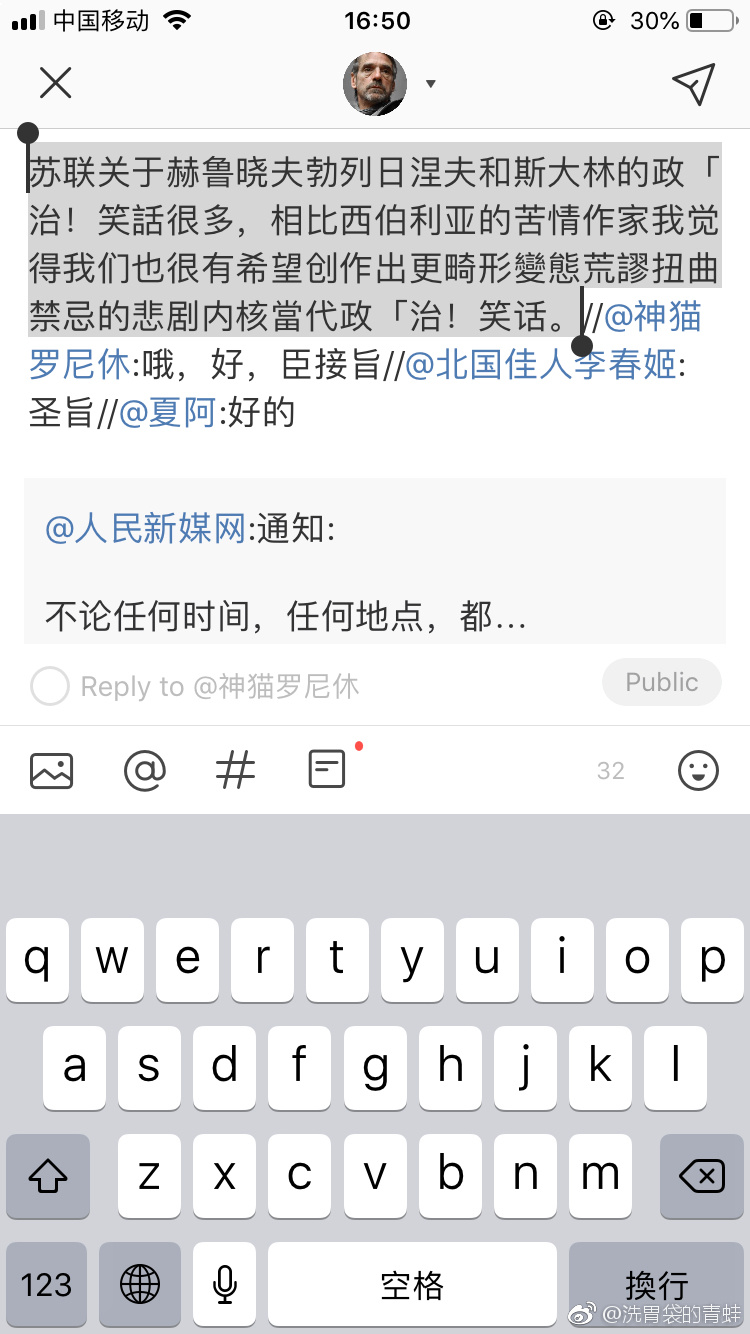 中国移动 16:50 30%
苏联关于赫鲁晓夫勃列日涅夫和斯大林的政「
治！笑話很多，相比西伯利亚的苦情作家我觉
得我们也很有希望创作出更畸形變態荒謬扭曲
禁忌的悲剧内核當代政「治！笑话。//@神猫
罗尼休:哦，好，臣接旨//@北国佳人李春姬:
圣旨//@夏阿:好的
@人民新媒网:通知:
不论任何时间，任何地点，都...
Reply to @神猫罗尼休 Public
32
q w e r t y u i o p
a s d f g h j k l
z x c v b n m
123 空格 換行
@洗胃袋的青蛙